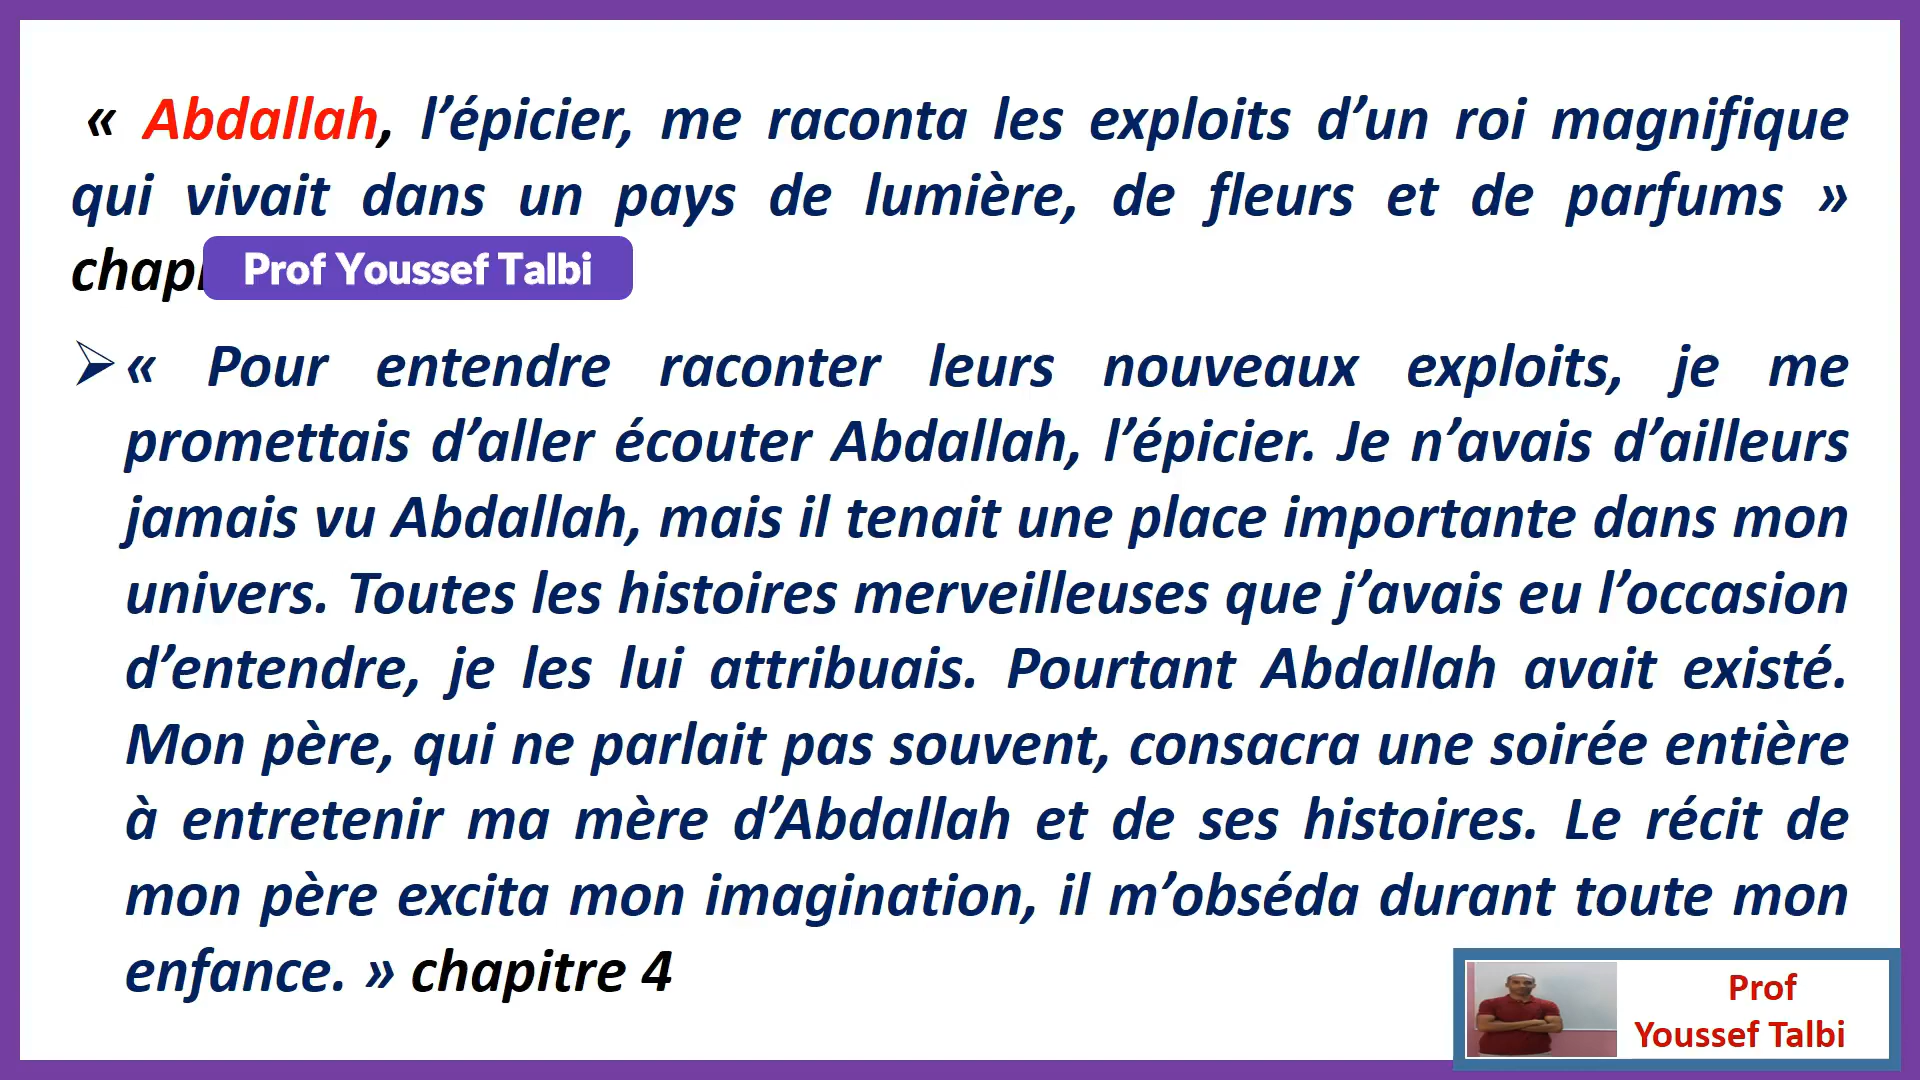 « Abdallah, l’épicier, me raconta les exploits d’un roi magnifique
qui vivait dans un pays de lumière, de fleurs et de parfums »
Prof Youssef Talbi
« Pour entendre raconter leurs nouveaux exploits, je me
promettais d’aller écouter Abdallah, l’épicier. Je n’avais d’ailleurs
jamais vu Abdallah, mais il tenait une place importante dans mon
univers. Toutes les histoires merveilleuses que j’avais eu l’occasion
d’entendre, je les lui attribuais. Pourtant Abdallah avait existé.
Mon père, qui ne parlait pas souvent, consacra une soirée entière
à entretenir ma mère d’Abdallah et de ses histoires. Le récit de
mon père excita mon imagination, il m’obséda durant toute mon
enfance. » chapitre 4
Prof
Youssef Talbi